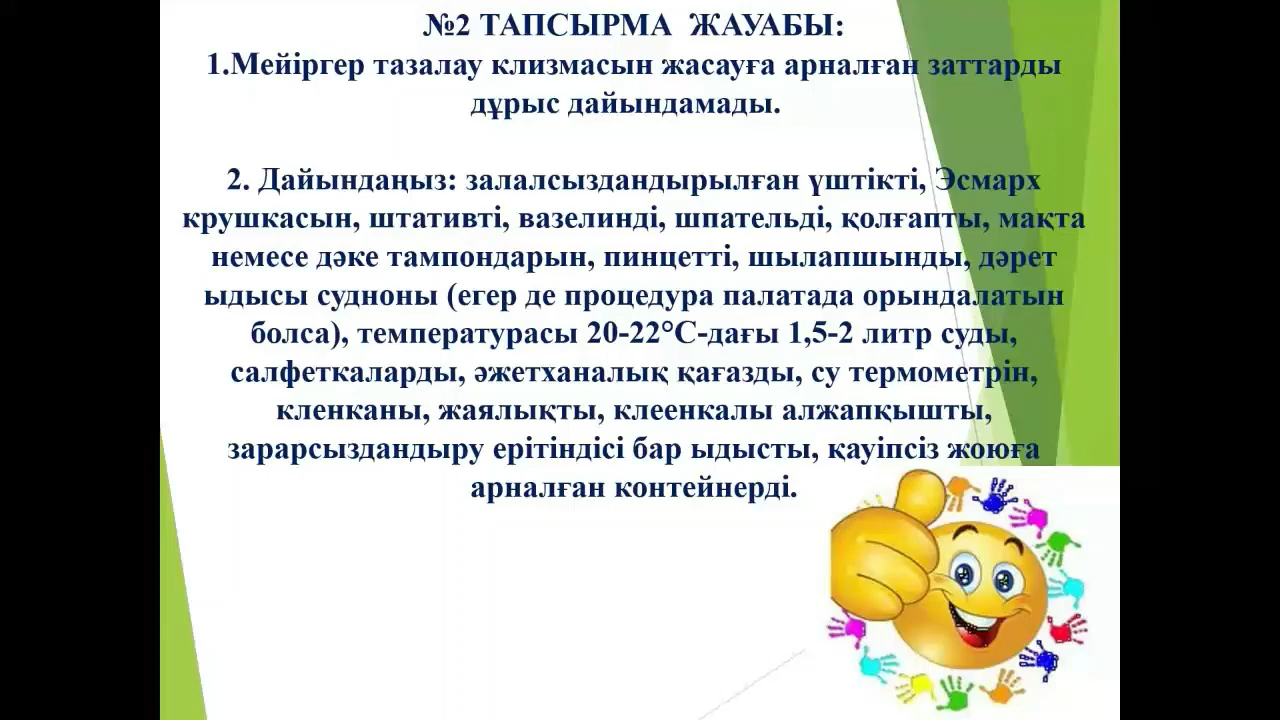 №2 ТАПСЫРМА ЖАУАБЫ:
1.Мейіргер тазалау клизмасын жасауға арналған заттарды
дұрыс дайындамады.
2. Дайындаңыз: залалсыздандырылған үштікті, Эсмарх
крушкасын, штативті, вазелинді, шпательді, қолғапты, мақта
немесе дәке тампондарын, пинцетті, шылапшынды, дәрет
ыдысы судноны (егер де процедура палатада орындалатын
болса), температурасы 20-22°С-дағы 1,5-2 литр суды,
салфеткаларды, әжетханалық қағазды, су термометрін,
кленканы, жаялықты, клеенкалы алжапқышты,
зарарсыздандыру ерітіндісі бар ыдысты, қауіпсіз жоюға
арналған контейнерді.